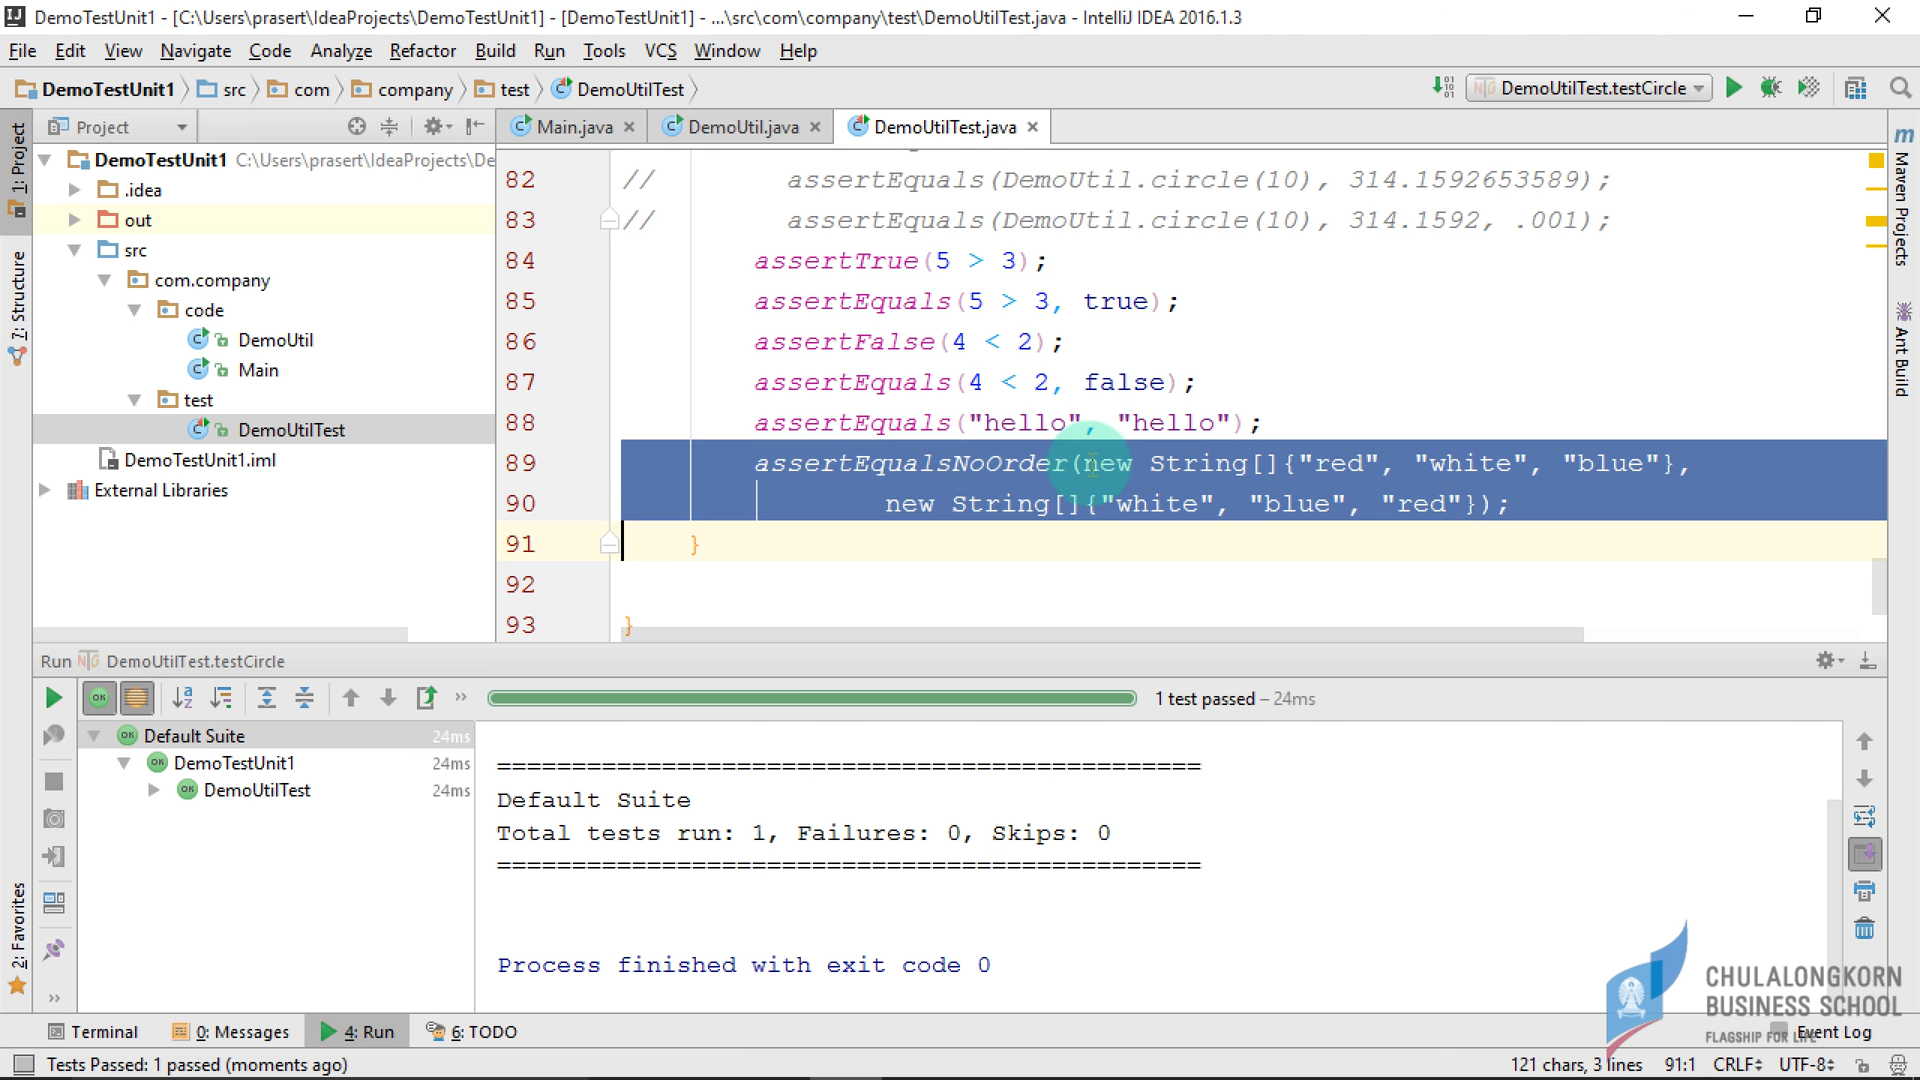 DemoTestUnit1 - [C:\Users\prasert\IdeaProjects\DemoTestUnit1] - [DemoTestUnit1] - ...\src\com\company\test\DemoUtilTest.java - IntelliJ IDEA 2016.1.3
File Edit View Navigate Code Analyze Refactor Build Run Tools VCS Window Help
DemoTestUnit1 src com company test DemoUtilTest
DemoUtilTest.testCircle
Project
Main.java DemoUtil.java DemoUtilTest.java
1: Project
7: Structure
2: Favorites
Maven Projects
Ant Build
DemoTestUnit1 C:\Users\prasert\IdeaProjects\De
.idea
out
src
com.company
code
DemoUtil
Main
test
DemoUtilTest
DemoTestUnit1.iml
External Libraries
82 // assertEquals(DemoUtil.circle(10), 314.1592653589);
83 // assertEquals(DemoUtil.circle(10), 314.1592, .001);
84 assertTrue(5 > 3);
85 assertEquals(5 > 3, true);
86 assertFalse(4 < 2);
87 assertEquals(4 < 2, false);
88 assertEquals("hello", "hello");
89 assertEqualsNoOrder(new String[]{"red", "white", "blue"},
90 new String[]{"white", "blue", "red"});
91 }
92
93 }
Run DemoUtilTest.testCircle
1 test passed – 24ms
Default Suite 24ms
DemoTestUnit1 24ms
DemoUtilTest 24ms
===============================================
Default Suite
Total tests run: 1, Failures: 0, Skips: 0
===============================================
Process finished with exit code 0
CHULALONGKORN
BUSINESS SCHOOL
FLAGSHIP FOR LIFE
Terminal 0: Messages 4: Run 6: TODO Event Log
Tests Passed: 1 passed (moments ago) 121 chars, 3 lines 91:1 CRLF UTF-8